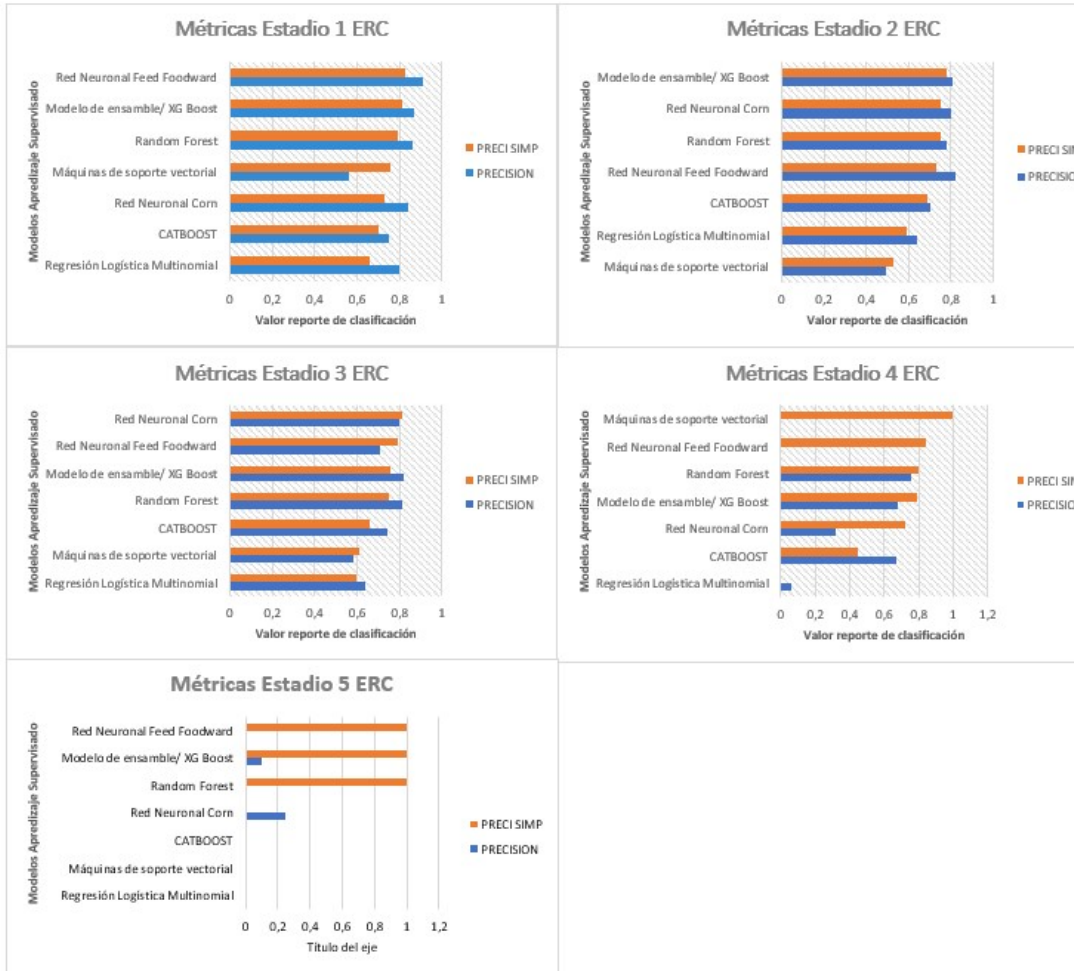 Métricas Estadio 1 ERC
Modelos Apredizaje Supervisado
Red Neuronal Feed Foodward
Modelo de ensamble/ XG Boost
Random Forest
Máquinas de soporte vectorial
Red Neuronal Corn
CATBOOST
Regresión Logística Multinomial
0 0,2 0,4 0,6 0,8 1
Valor reporte de clasificación
PRECI SIMP
PRECISION
Métricas Estadio 2 ERC
Modelos Apredizaje Supervisado
Modelo de ensamble/ XG Boost
Red Neuronal Corn
Random Forest
Red Neuronal Feed Foodward
CATBOOST
Regresión Logística Multinomial
Máquinas de soporte vectorial
0 0,2 0,4 0,6 0,8 1
Valor reporte de clasificación
PRECI SIM
PRECISIO
Métricas Estadio 3 ERC
Modelos Apredizaje Supervisado
Red Neuronal Corn
Red Neuronal Feed Foodward
Modelo de ensamble/ XG Boost
Random Forest
CATBOOST
Máquinas de soporte vectorial
Regresión Logística Multinomial
0 0,2 0,4 0,6 0,8 1
Valor reporte de clasificación
PRECI SIMP
PRECISION
Métricas Estadio 4 ERC
Modelos Apredizaje Supervisado
Máquinas de soporte vectorial
Red Neuronal Feed Foodward
Random Forest
Modelo de ensamble/ XG Boost
Red Neuronal Corn
CATBOOST
Regresión Logística Multinomial
0 0,2 0,4 0,6 0,8 1 1,2
Valor reporte de clasificación
PRECI SIM
PRECISIO
Métricas Estadio 5 ERC
Modelos Apredizaje Supervisado
Red Neuronal Feed Foodward
Modelo de ensamble/ XG Boost
Random Forest
Red Neuronal Corn
CATBOOST
Máquinas de soporte vectorial
Regresión Logística Multinomial
0 0,2 0,4 0,6 0,8 1 1,2
Título del eje
PRECI SIMP
PRECISION